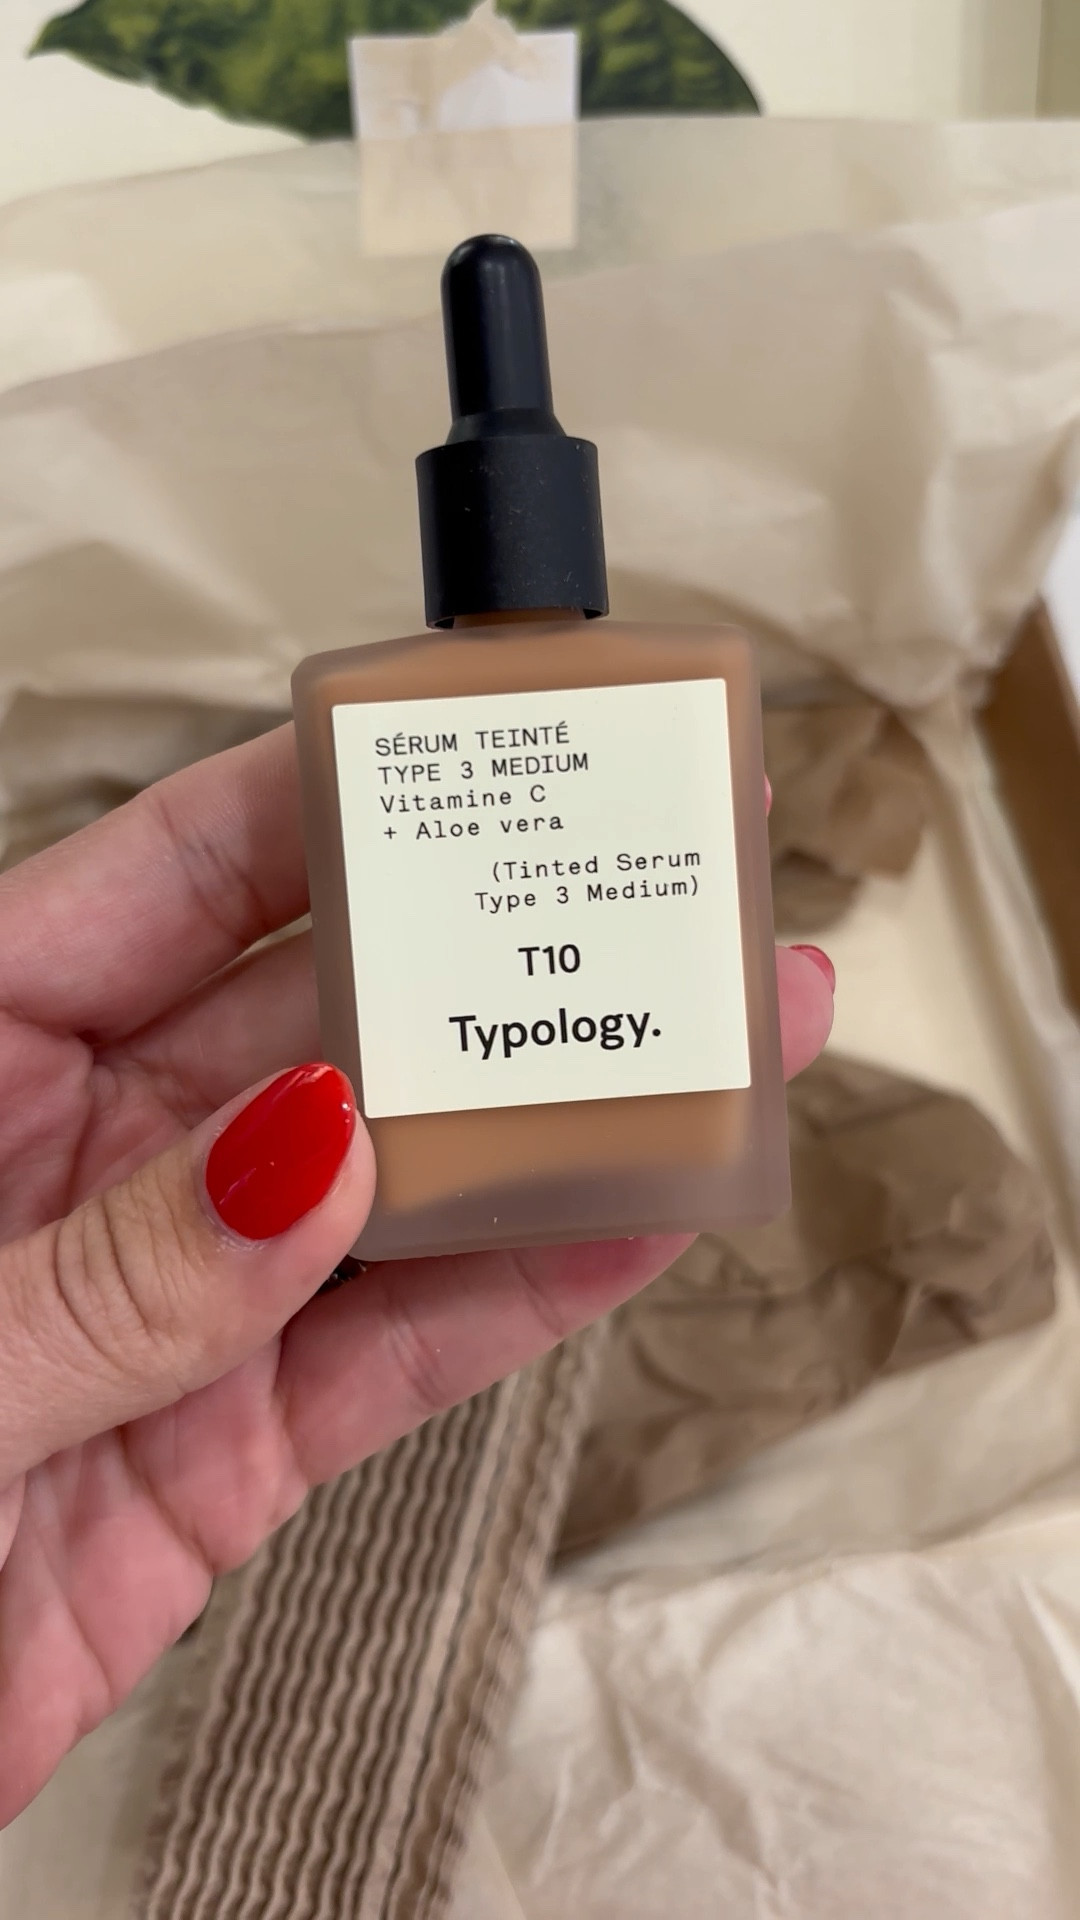 SÉRUM TEINTÉ
TYPE 3 MEDIUM
Vitamine C
+ Aloe vera
(Tinted Serum
Type 3 Medium)
T10
Typology.